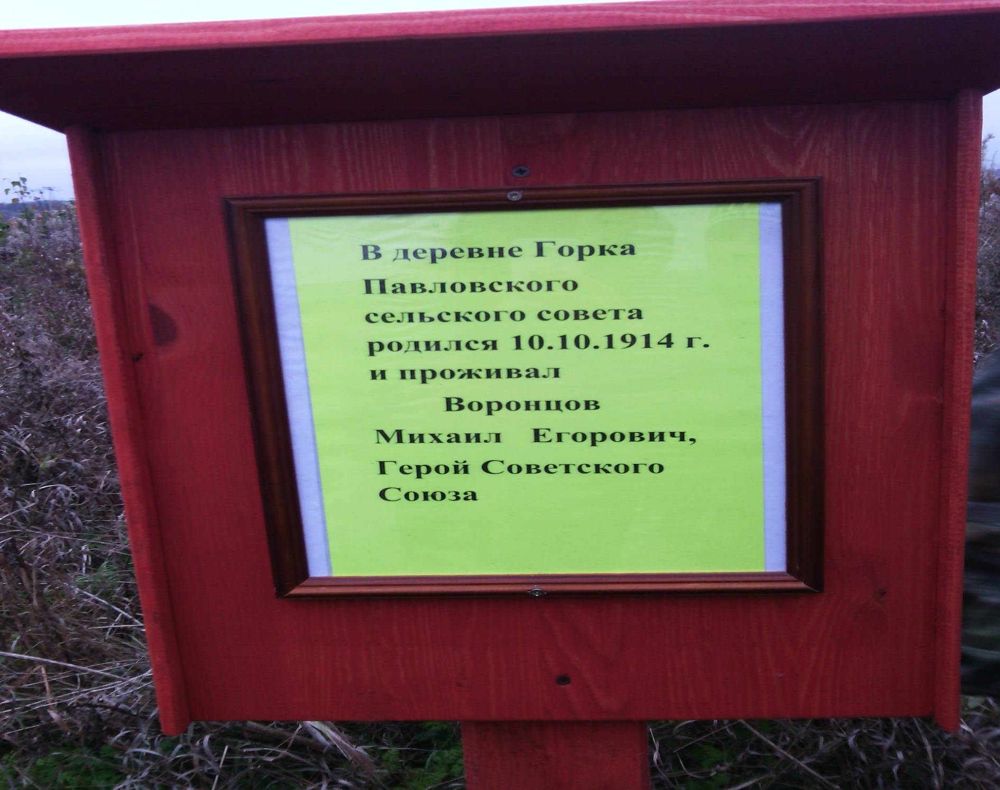 В деревне Горка
Павловского
сельского совета
родился 10.10.1914 г.
и проживал
Воронцов
Михаил Егорович,
Герой Советского
Союза